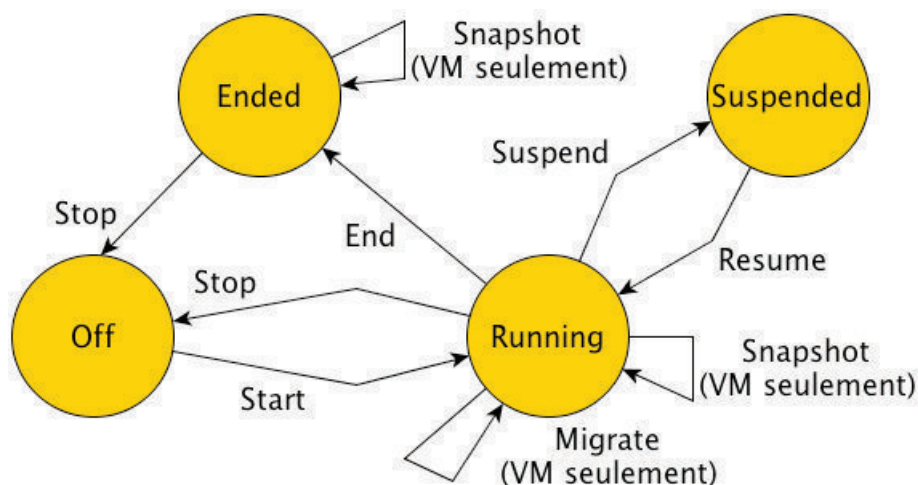 Snapshot
(VM seulement)
Ended
Suspended
Suspend
Stop
End
Resume
Stop
Off
Running
Snapshot
(VM seulement)
Start
Migrate
(VM seulement)